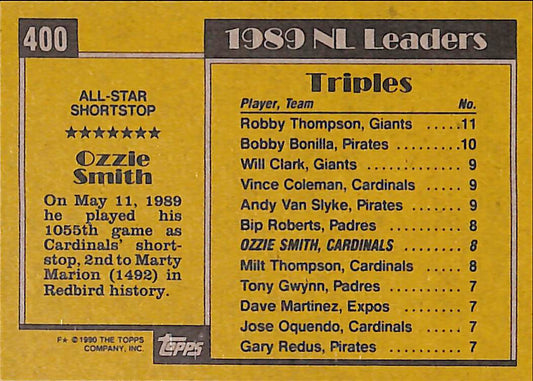 400
ALL-STAR
SHORTSTOP
★★★★★★★
Ozzie
Smith
On May 11, 1989
he played his
1055th game as
Cardinals' short-
stop, 2nd to Marty
Marion (1492) in
Redbird history.
F★ © 1990 THE TOPPS
COMPANY, INC.
Topps
1989 NL Leaders
Triples
Player, Team No.
Robby Thompson, Giants .....11
Bobby Bonilla, Pirates ........10
Will Clark, Giants ............. 9
Vince Coleman, Cardinals ...... 9
Andy Van Slyke, Pirates ....... 9
Bip Roberts, Padres ........... 8
OZZIE SMITH, CARDINALS ....... 8
Milt Thompson, Cardinals ...... 8
Tony Gwynn, Padres .......... 7
Dave Martinez, Expos ......... 7
Jose Oquendo, Cardinals ...... 7
Gary Redus, Pirates .......... 7